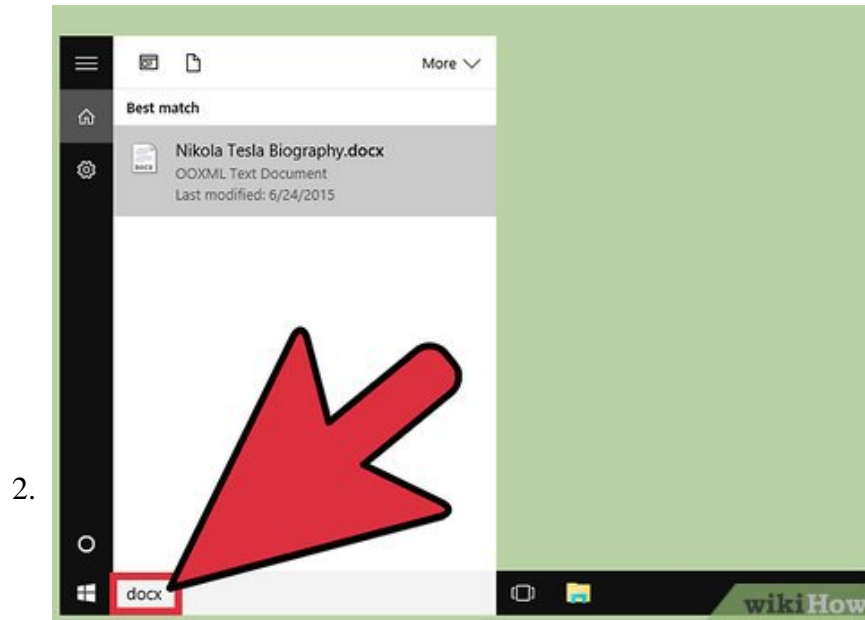 More
Best match
Nikola Tesla Biography.docx
OOXML Text Document
Last modified: 6/24/2015
2.
docx
wikiHow